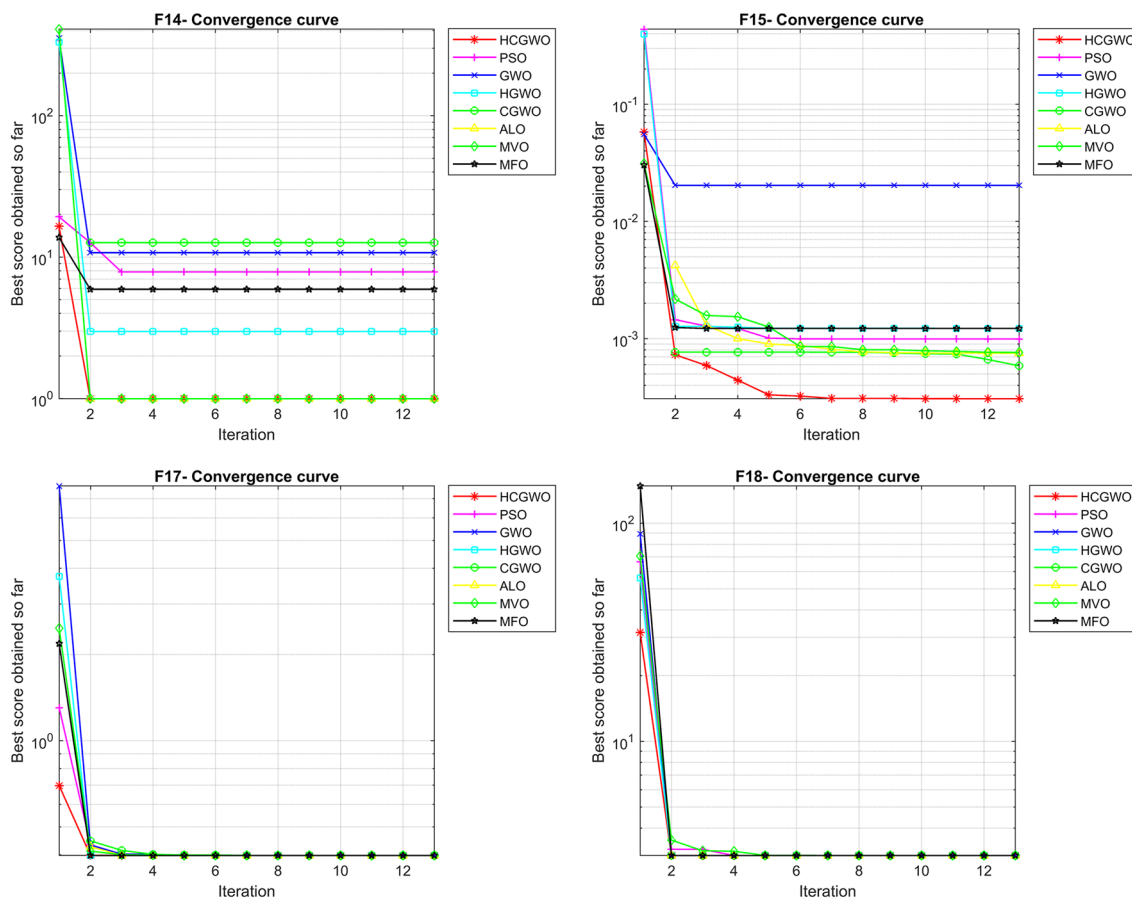 F14- Convergence curve
Best score obtained so far
10^2
10^1
10^0
2 4 6 8 10 12
Iteration
HCGWO
PSO
GWO
HGWO
CGWO
ALO
MVO
MFO
F15- Convergence curve
Best score obtained so far
10^-1
10^-2
10^-3
2 4 6 8 10 12
Iteration
HCGWO
PSO
GWO
HGWO
CGWO
ALO
MVO
MFO
F17- Convergence curve
Best score obtained so far
10^0
2 4 6 8 10 12
Iteration
HCGWO
PSO
GWO
HGWO
CGWO
ALO
MVO
MFO
F18- Convergence curve
Best score obtained so far
10^2
10^1
2 4 6 8 10 12
Iteration
HCGWO
PSO
GWO
HGWO
CGWO
ALO
MVO
MFO